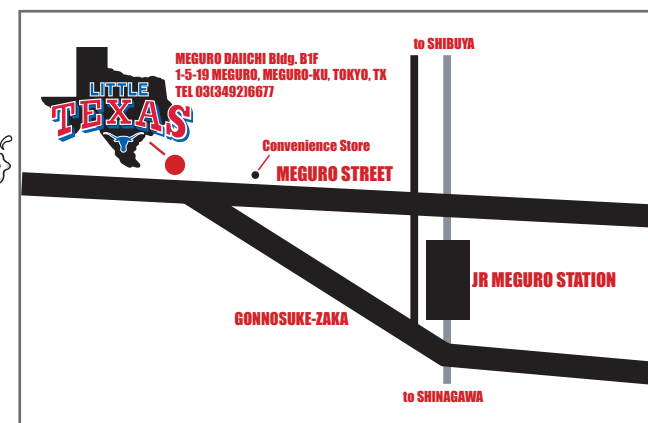 to SHIBUYA
MEGURO DAIICHI Bldg. B1F
1-5-19 MEGURO, MEGURO-KU, TOKYO, TX
TEL 03(3492)6677
LITTLE
TEXAS
Convenience Store
MEGURO STREET
JR MEGURO STATION
GONNOSUKE-ZAKA
to SHINAGAWA